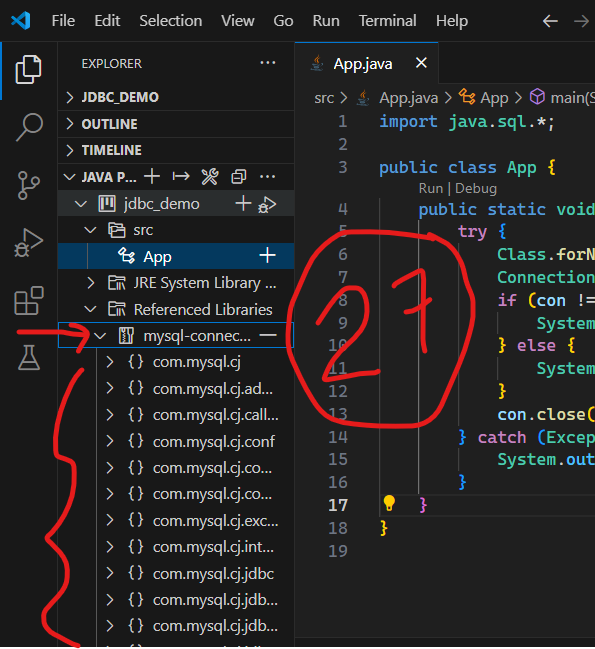 File Edit Selection View Go Run Terminal Help
EXPLORER
JDBC_DEMO
OUTLINE
TIMELINE
JAVA P...
jdbc_demo
src
App
JRE System Library ...
Referenced Libraries
mysql-connec...
com.mysql.cj
com.mysql.cj.ad...
com.mysql.cj.call...
com.mysql.cj.conf
com.mysql.cj.co...
com.mysql.cj.co...
com.mysql.cj.exc...
com.mysql.cj.int...
com.mysql.cj.jdbc
com.mysql.cj.jdb...
com.mysql.cj.jdb...
App.java
src > App.java > App > main(S
1 import java.sql.*;
2
3 public class App {
Run | Debug
4 public static void
5 try {
6 Class.forN
7 Connection
8 if (con !=
9 System
10 } else {
11 System
12 }
13 con.close(
14 } catch (Excep
15 System.out
16 }
17 }
18 }
19
27